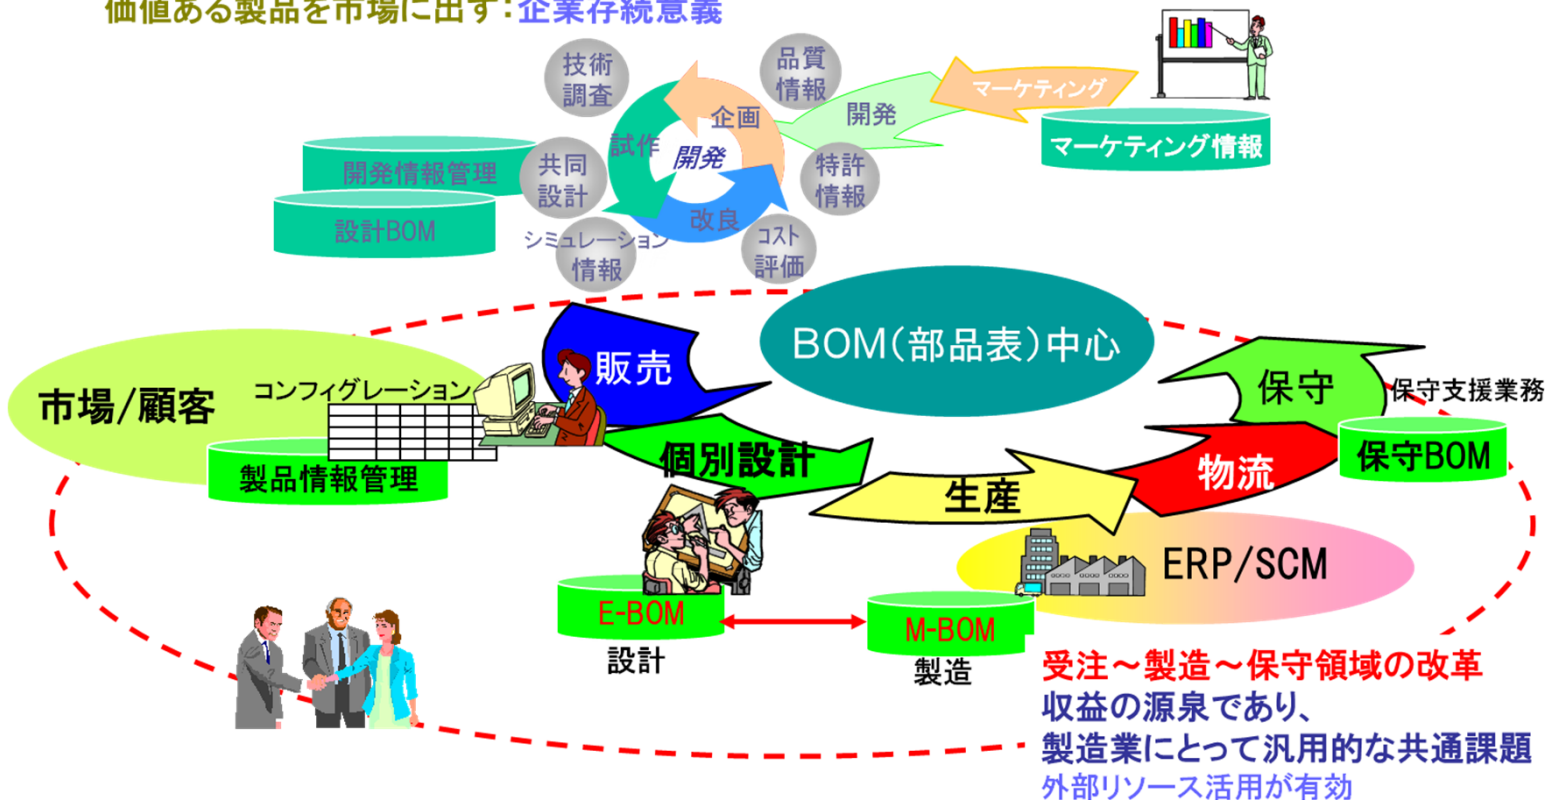 価値ある製品を市場に出す：企業存続意義
技術
調査
品質
情報
マーケティング
開発
企画
試作
開発
マーケティング情報
開発情報管理
共同
設計
特許
情報
設計BOM
改良
シミュレーション
情報
コスト
評価
BOM（部品表）中心
販売
市場/顧客
コンフィグレーション
保守
保守支援業務
製品情報管理
個別設計
保守BOM
物流
生産
ERP/SCM
E-BOM
設計
M-BOM
製造
受注～製造～保守領域の改革
収益の源泉であり、
製造業にとって汎用的な共通課題
外部リソース活用が有効